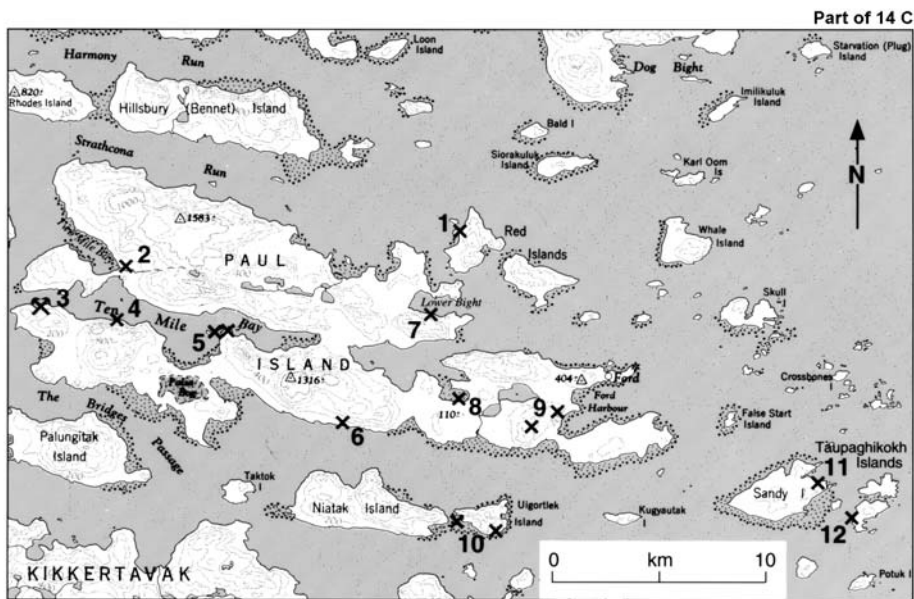 Part of 14 C
Harmony Run
Loon
Island
Starvation (Plug)
Island
Dog Bight
820
Rhodes Island
Hillsbury (Bennet) Island
Imilikuluk
Island
Bald I
Strathcona Run
Siorakuluk
Island
Karl Oom
Is
N
1583
1
Red
Islands
Whale
Island
Two Mile Bay
2
PAUL
3
4
Ten Mile Bay
5
Lower Bight
7
Skull
I
ISLAND
1316
404
Ford
Ford
Harbour
Crossbones
I
The Bridges Passage
110
8
9
False Start
Island
6
Palungitak
Island
Taupaghikokh
Islands
11
Taktok
I
Sandy I
Niatak Island
Ulgortlek
Island
Kugyautak
I
12
10
0 10
km
KIKKERTAVAK
Potuk I